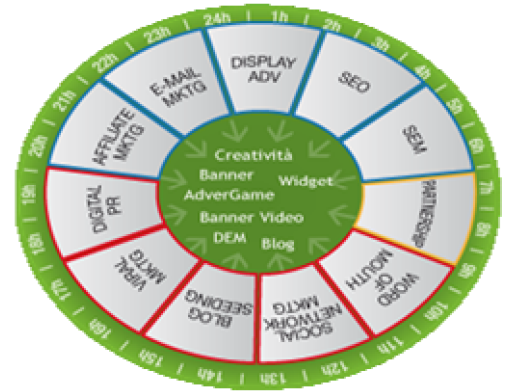 24h | 1h | 2h | 3h | 4h | 5h | 6h | 7h | 8h | 9h | 10h | 11h | 12h | 13h | 14h | 15h | 16h | 17h | 18h | 19h | 20h | 21h | 22h | 23h |
DISPLAY
ADV
SEO
SEM
PARTNERSHIP
WORD
OF
MOUTH
SOCIAL
NETWORK
MKTG
BLOG
SEEDING
VIRAL
MKTG
DIGITAL
PR
AFFILIATE
MKTG
E-MAIL
MKTG
Creatività
Banner
Widget
AdverGame
Banner Video
DEM
Blog